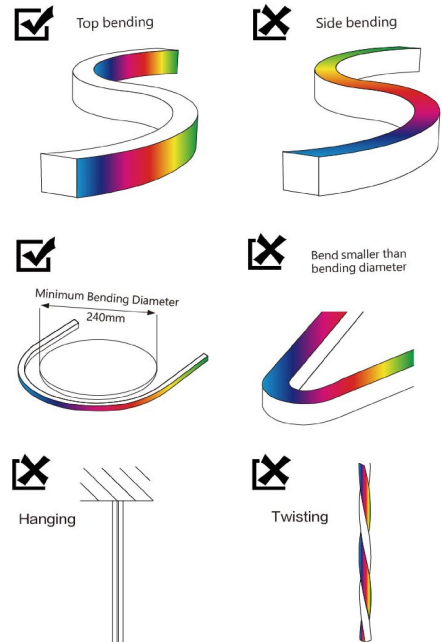 Top bending
Side bending
Minimum Bending Diameter
240mm
Bend smaller than
bending diameter
Hanging
Twisting